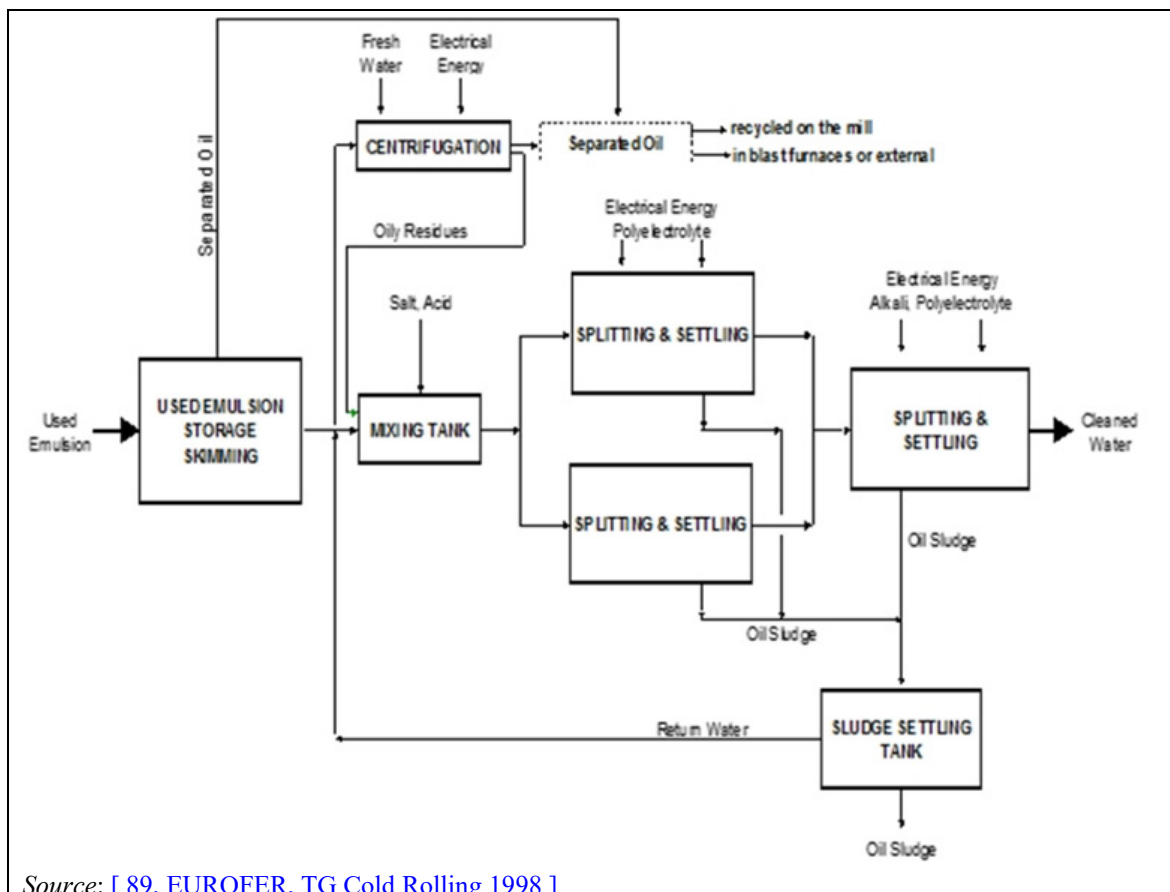 Fresh
Water
Electrical
Energy
Separated Oil
CENTRIFUGATION
Separated Oil
recycled on the mill
in blast furnaces or external
Oily Residues
Electrical Energy
Polyelectrolyte
Salt, Acid
Electrical Energy
Alkali, Polyelectrolyte
SPLITTING & SETTLING
Used
Emulsion
USED EMULSION
STORAGE
SKIMMING
MIXING TANK
SPLITTING &
SETTLING
Cleaned
Water
SPLITTING & SETTLING
Oil Sludge
Oil Sludge
Return Water
SLUDGE SETTLING
TANK
Oil Sludge
Source: [ 89, EUROFER, TG Cold Rolling 1998 ]